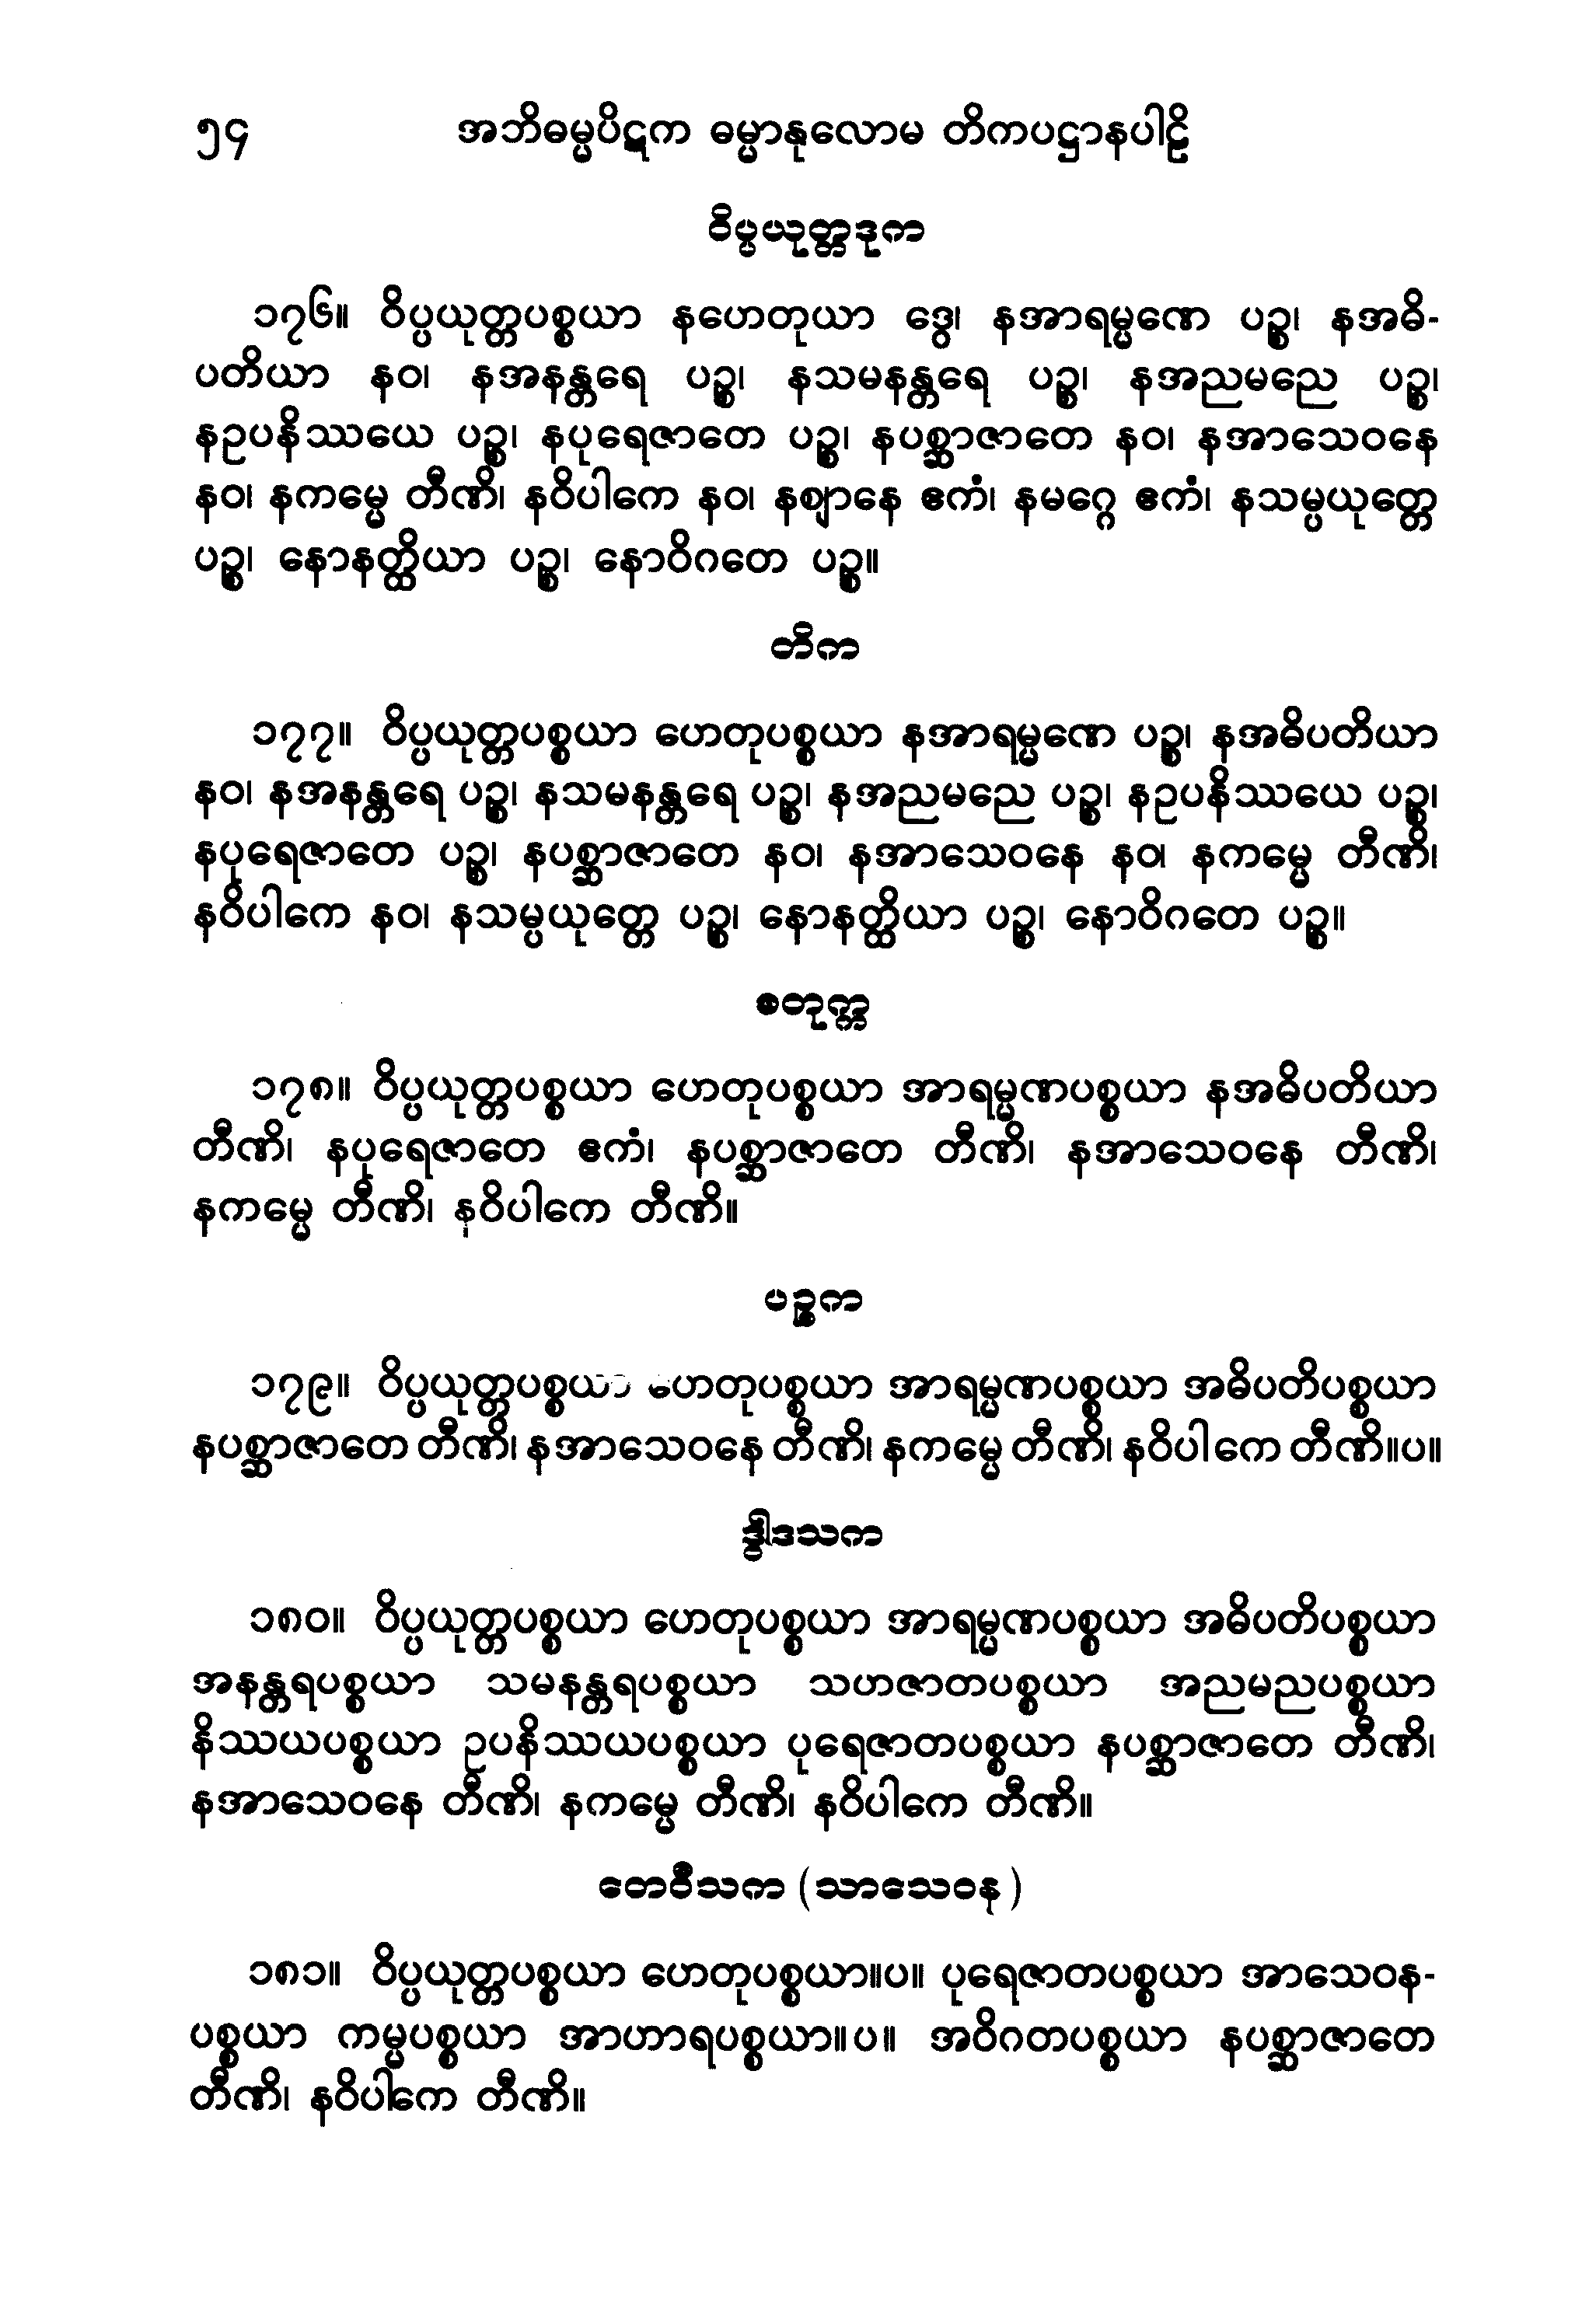 ၅၄ အဘိဓမ္မပိဋက ဓမ္မာနုလောမ တိကပဋ္ဌာနပါဠိ
ဝိပ္ပယုတ္တဒုက
၁၇၆။ ဝိပ္ပယုတ္တပစ္စယာ နဟေတုယာ ဒွေ၊ နအာရမ္မဏေ ပဉ္စ၊ နအဓိ-
ပတိယာ နဝ၊ နအနန္တရေ ပဉ္စ၊ နသမနန္တရေ ပဉ္စ၊ နအညမညေ ပဉ္စ၊
နဥပနိဿယေ ပဉ္စ၊ နပုရေဇာတေ ပဉ္စ၊ နပစ္ဆာဇာတေ နဝ၊ နအာသေဝနေ
နဝ၊ နကမ္မေ တီဏိ၊ နဝိပါကေ နဝ၊ နဈာနေ ဧကံ၊ နမဂ္ဂေ ဧကံ၊ နသမ္ပယုတ္တေ
ပဉ္စ၊ နောနတ္ထိယာ ပဉ္စ၊ နောဝိဂတေ ပဉ္စ။
တိက
၁၇၇။ ဝိပ္ပယုတ္တပစ္စယာ ဟေတုပစ္စယာ နအာရမ္မဏေ ပဉ္စ၊ နအဓိပတိယာ
နဝ၊ နအနန္တရေ ပဉ္စ၊ နသမနန္တရေ ပဉ္စ၊ နအညမညေ ပဉ္စ၊ နဥပနိဿယေ ပဉ္စ၊
နပုရေဇာတေ ပဉ္စ၊ နပစ္ဆာဇာတေ နဝ၊ နအာသေဝနေ နဝ၊ နကမ္မေ တီဏိ၊
နဝိပါကေ နဝ၊ နသမ္ပယုတ္တေ ပဉ္စ၊ နောနတ္ထိယာ ပဉ္စ၊ နောဝိဂတေ ပဉ္စ။
စတုက္က
၁၇၈။ ဝိပ္ပယုတ္တပစ္စယာ ဟေတုပစ္စယာ အာရမ္မဏပစ္စယာ နအဓိပတိယာ
တီဏိ၊ နပုရေဇာတေ ဧကံ၊ နပစ္ဆာဇာတေ တီဏိ၊ နအာသေဝနေ တီဏိ၊
နကမ္မေ တီဏိ၊ နဝိပါကေ တီဏိ။
ပဉ္စက
၁၇၉။ ဝိပ္ပယုတ္တပစ္စယာ ဟေတုပစ္စယာ အာရမ္မဏပစ္စယာ အဓိပတိပစ္စယာ
နပစ္ဆာဇာတေ တီဏိ၊ နအာသေဝနေ တီဏိ၊ နကမ္မေ တီဏိ၊ နဝိပါကေ တီဏိ။ပ။
ဒွါဒသက
၁၈၀။ ဝိပ္ပယုတ္တပစ္စယာ ဟေတုပစ္စယာ အာရမ္မဏပစ္စယာ အဓိပတိပစ္စယာ
အနန္တရပစ္စယာ သမနန္တရပစ္စယာ သဟဇာတပစ္စယာ အညမညပစ္စယာ
နိဿယပစ္စယာ ဥပနိဿယပစ္စယာ ပုရေဇာတပစ္စယာ နပစ္ဆာဇာတေ တီဏိ၊
နအာသေဝနေ တီဏိ၊ နကမ္မေ တီဏိ၊ နဝိပါကေ တီဏိ။
တေဝီသက (သာသေဝန)
၁၈၁။ ဝိပ္ပယုတ္တပစ္စယာ ဟေတုပစ္စယာ။ပ။ ပုရေဇာတပစ္စယာ အာသေဝန-
ပစ္စယာ ကမ္မပစ္စယာ အာဟာရပစ္စယာ။ပ။ အဝိဂတပစ္စယာ နပစ္ဆာဇာတေ
တီဏိ၊ နဝိပါကေ တီဏိ။